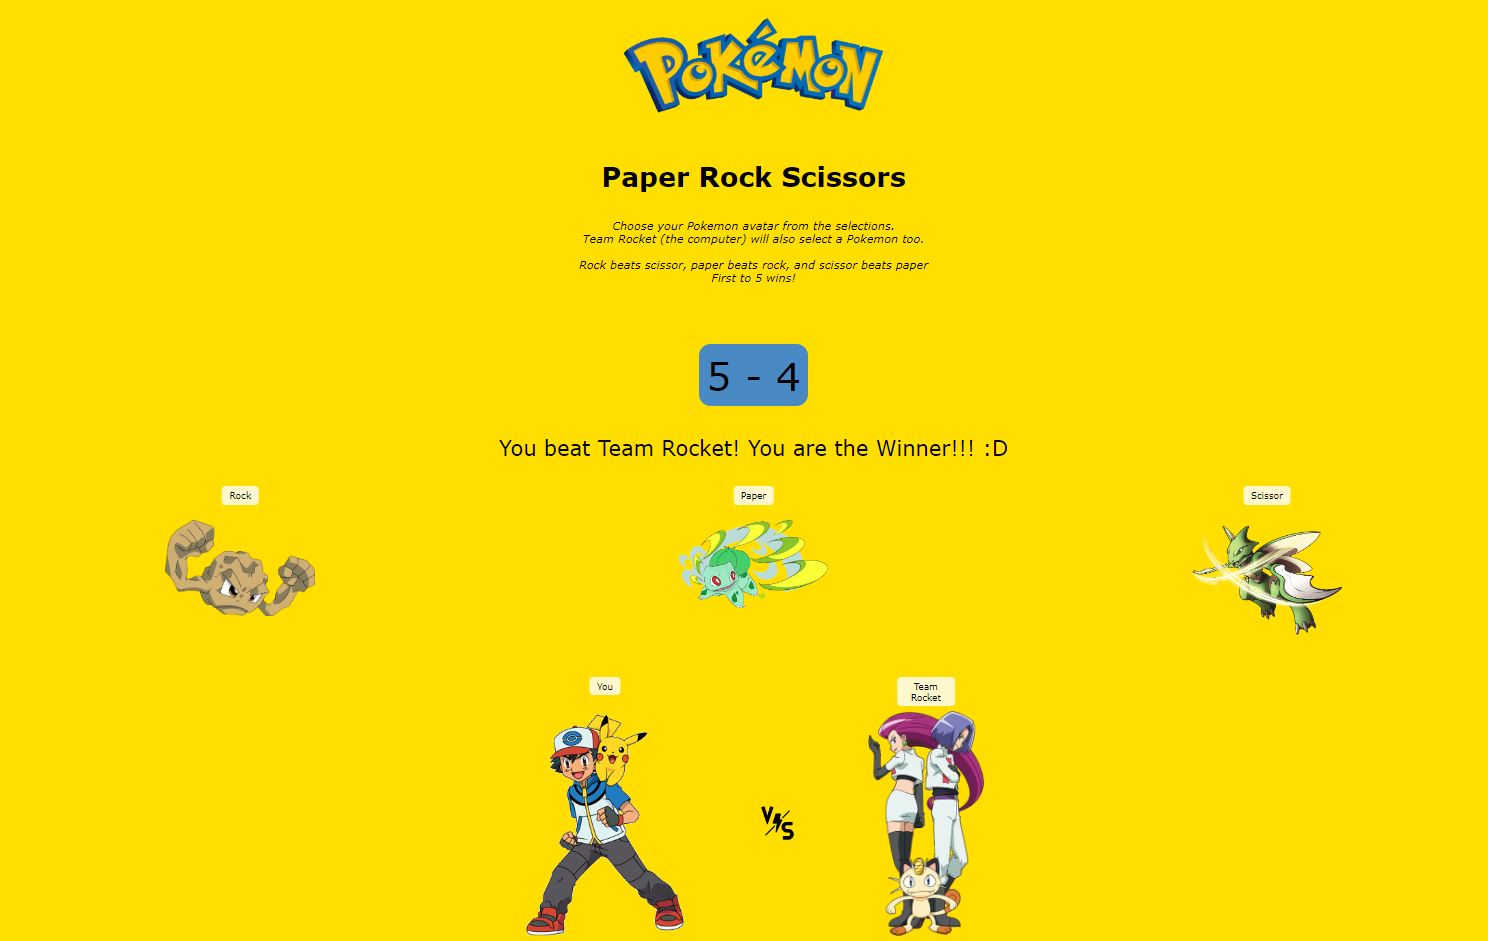 POKéMON
Paper Rock Scissors
Choose your Pokemon avatar from the selections.
Team Rocket (the computer) will also select a Pokemon too.
Rock beats scissor, paper beats rock, and scissor beats paper
First to 5 wins!
5 - 4
You beat Team Rocket! You are the Winner!!! :D
Rock
Paper
Scissor
You
Team
Rocket
VS